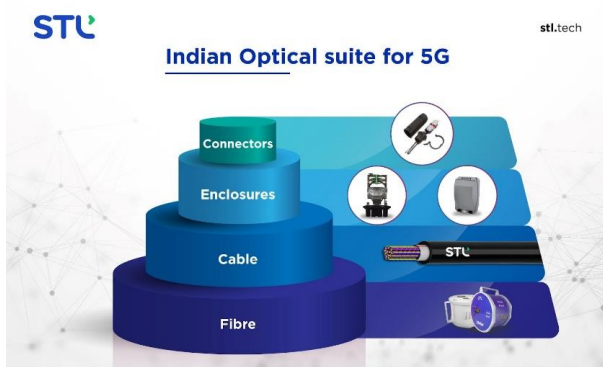 STL
stl.tech
Indian Optical suite for 5G
Connectors
Enclosures
Cable
STL
Fibre